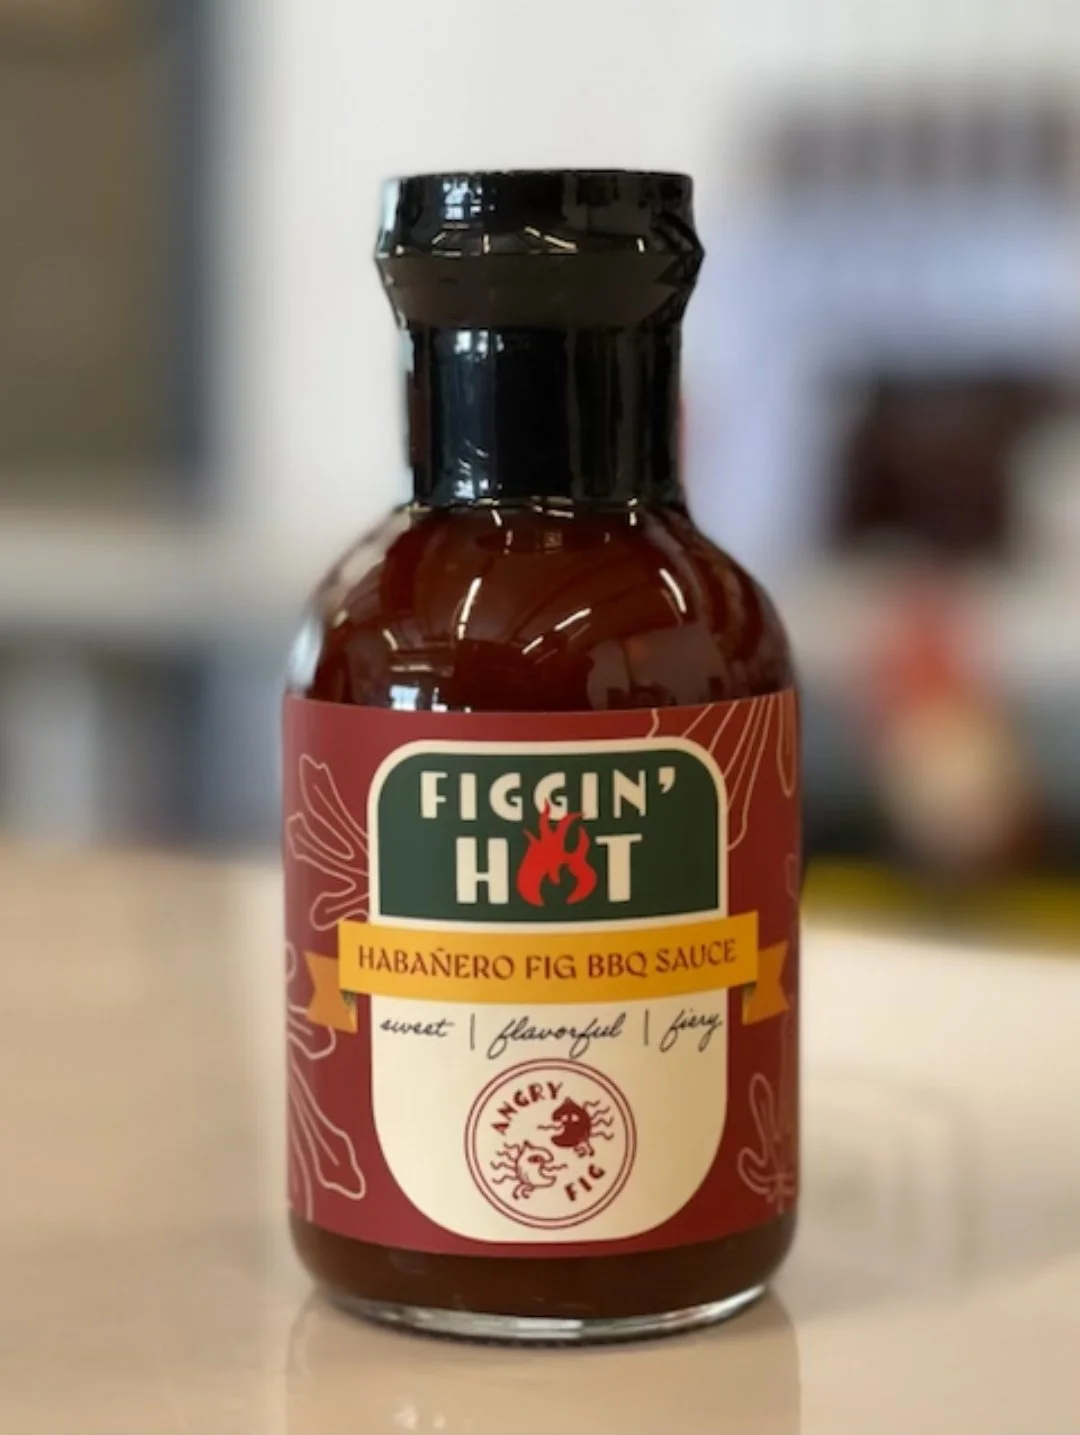 FIGGIN'
HOT
HABAÑERO FIG BBQ SAUCE
sweet | flavorful | fiery
ANGRY
FIG